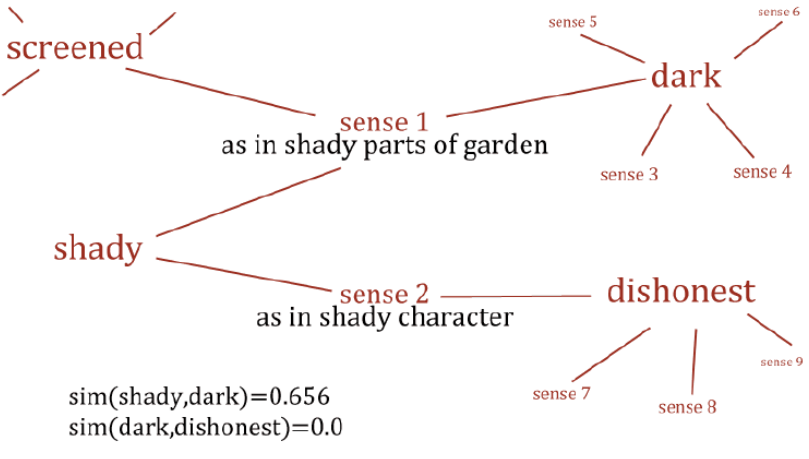 sense 6
sense 5
screened
dark
sense 1
as in shady parts of garden
sense 3
sense 4
shady
sense 2
dishonest
as in shady character
sense 9
sense 7
sense 8
sim(shady,dark)=0.656
sim(dark,dishonest)=0.0